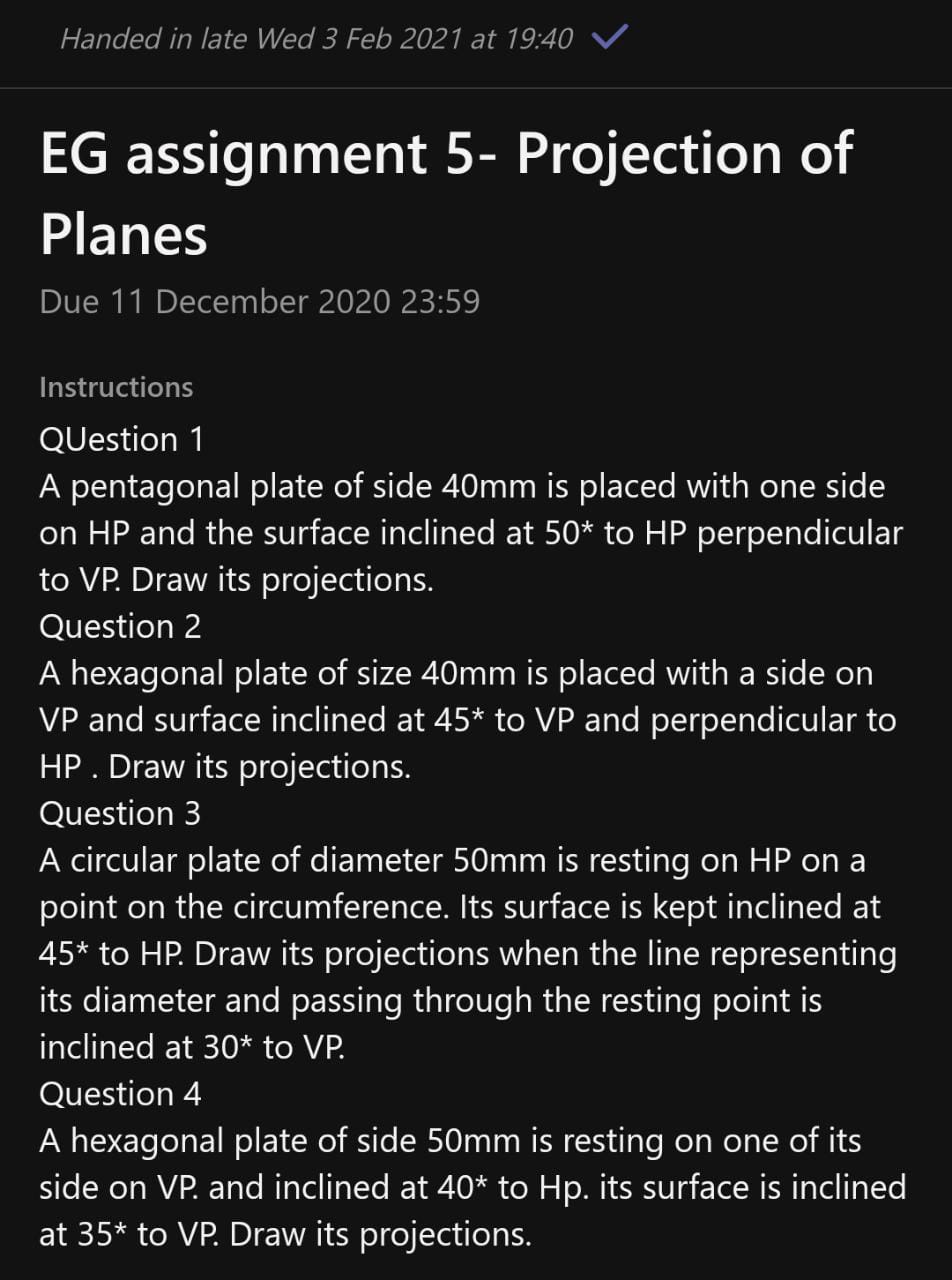 Handed in late Wed 3 Feb 2021 at 19:40
EG assignment 5- Projection of
Planes
Due 11 December 2020 23:59
Instructions
QUestion 1
A pentagonal plate of side 40mm is placed with one side
on HP and the surface inclined at 50* to HP perpendicular
to VP. Draw its projections.
Question 2
A hexagonal plate of size 40mm is placed with a side on
VP and surface inclined at 45* to VP and perpendicular to
HP . Draw its projections.
Question 3
A circular plate of diameter 50mm is resting on HP on a
point on the circumference. Its surface is kept inclined at
45* to HP. Draw its projections when the line representing
its diameter and passing through the resting point is
inclined at 30* to VP.
Question 4
A hexagonal plate of side 50mm is resting on one of its
side on VP. and inclined at 40* to Hp. its surface is inclined
at 35* to VP. Draw its projections.